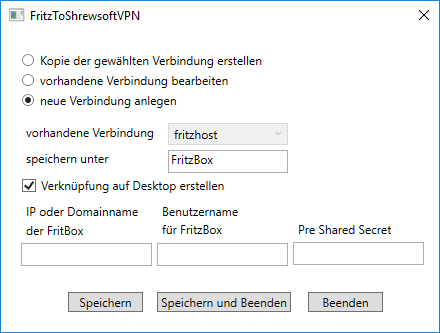 FritzToShrewsoftVPN
Kopie der gewählten Verbindung erstellen
vorhandene Verbindung bearbeiten
neue Verbindung anlegen
vorhandene Verbindung fritzhost
speichern unter FritzBox
Verknüpfung auf Desktop erstellen
IP oder Domainname
der FritBox
Benutzername
für FritzBox
Pre Shared Secret
Speichern Speichern und Beenden Beenden